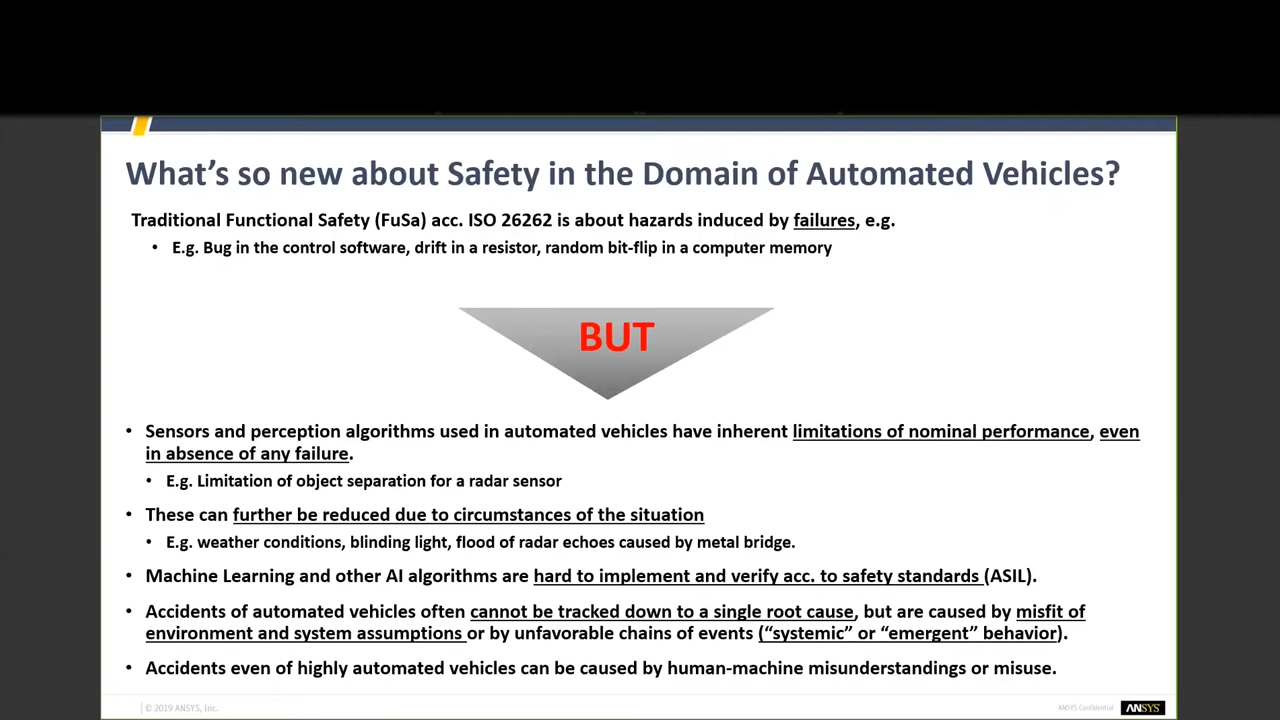 What's so new about Safety in the Domain of Automated Vehicles?
Traditional Functional Safety (FuSa) acc. ISO 26262 is about hazards induced by failures, e.g.
• E.g. Bug in the control software, drift in a resistor, random bit-flip in a computer memory
BUT
• Sensors and perception algorithms used in automated vehicles have inherent limitations of nominal performance, even
in absence of any failure.
• E.g. Limitation of object separation for a radar sensor
• These can further be reduced due to circumstances of the situation
• E.g. weather conditions, blinding light, flood of radar echoes caused by metal bridge.
• Machine Learning and other AI algorithms are hard to implement and verify acc. to safety standards (ASIL).
• Accidents of automated vehicles often cannot be tracked down to a single root cause, but are caused by misfit of
environment and system assumptions or by unfavorable chains of events (“systemic” or “emergent” behavior).
• Accidents even of highly automated vehicles can be caused by human-machine misunderstandings or misuse.
© 2019 ANSYS, Inc.
ANSYS Confidential
ANSYS